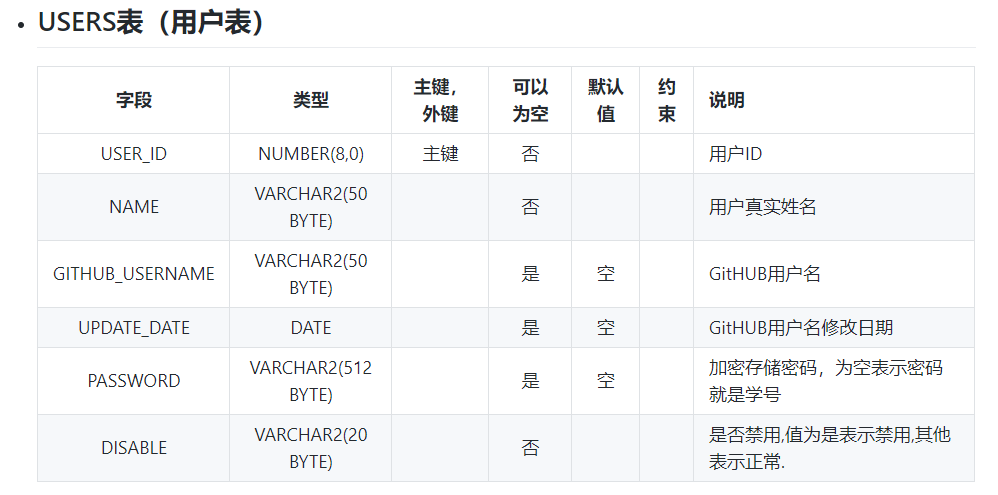 USERS表（用户表）
字段 类型 主键，外键 可以为空 默认值 约束 说明
USER_ID NUMBER(8,0) 主键 否 用户ID
NAME VARCHAR2(50 BYTE) 否 用户真实姓名
GITHUB_USERNAME VARCHAR2(50 BYTE) 是 空 GitHUB用户名
UPDATE_DATE DATE 是 空 GitHUB用户名修改日期
PASSWORD VARCHAR2(512 BYTE) 是 空 加密存储密码，为空表示密码就是学号
DISABLE VARCHAR2(20 BYTE) 否 是否禁用,值为是表示禁用,其他表示正常.